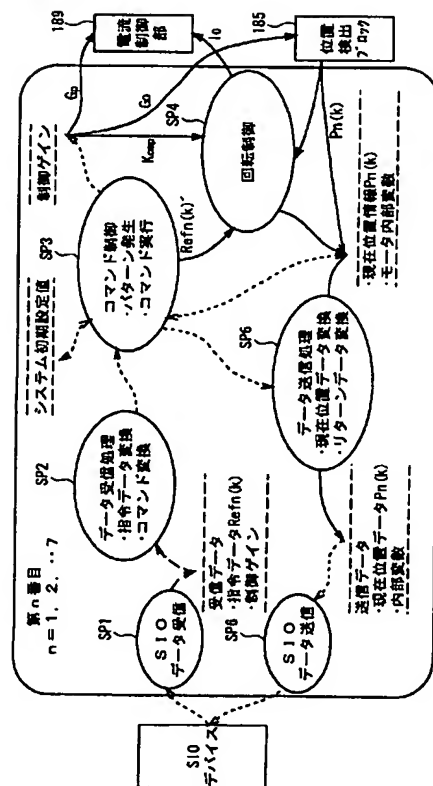 189
電流
制御
部
185
位置
検出
ブロック
Gp
Go
Io
制御ゲイン
Kcmp
SP4
回転制御
Pn(k)
システム初期設定値
SP3
コマンド制御
・パターン発生
・コマンド実行
Refn(k)'
・現在位置情報Pn(k)
・モータ内部変数
第n番目
n=1, 2, ‥7
SP2
データ受信処理
・指令データ変換
・コマンド変換
SP6
データ送信処理
・現在位置データ変換
・リターンデータ変換
SP1
SIO
データ受信
受信データ
・指令データRefn(k)
・制御ゲイン
SP6
SIO
データ送信
送信データ
・現在位置データPn(k)
・内部変数
SIO
デバイス